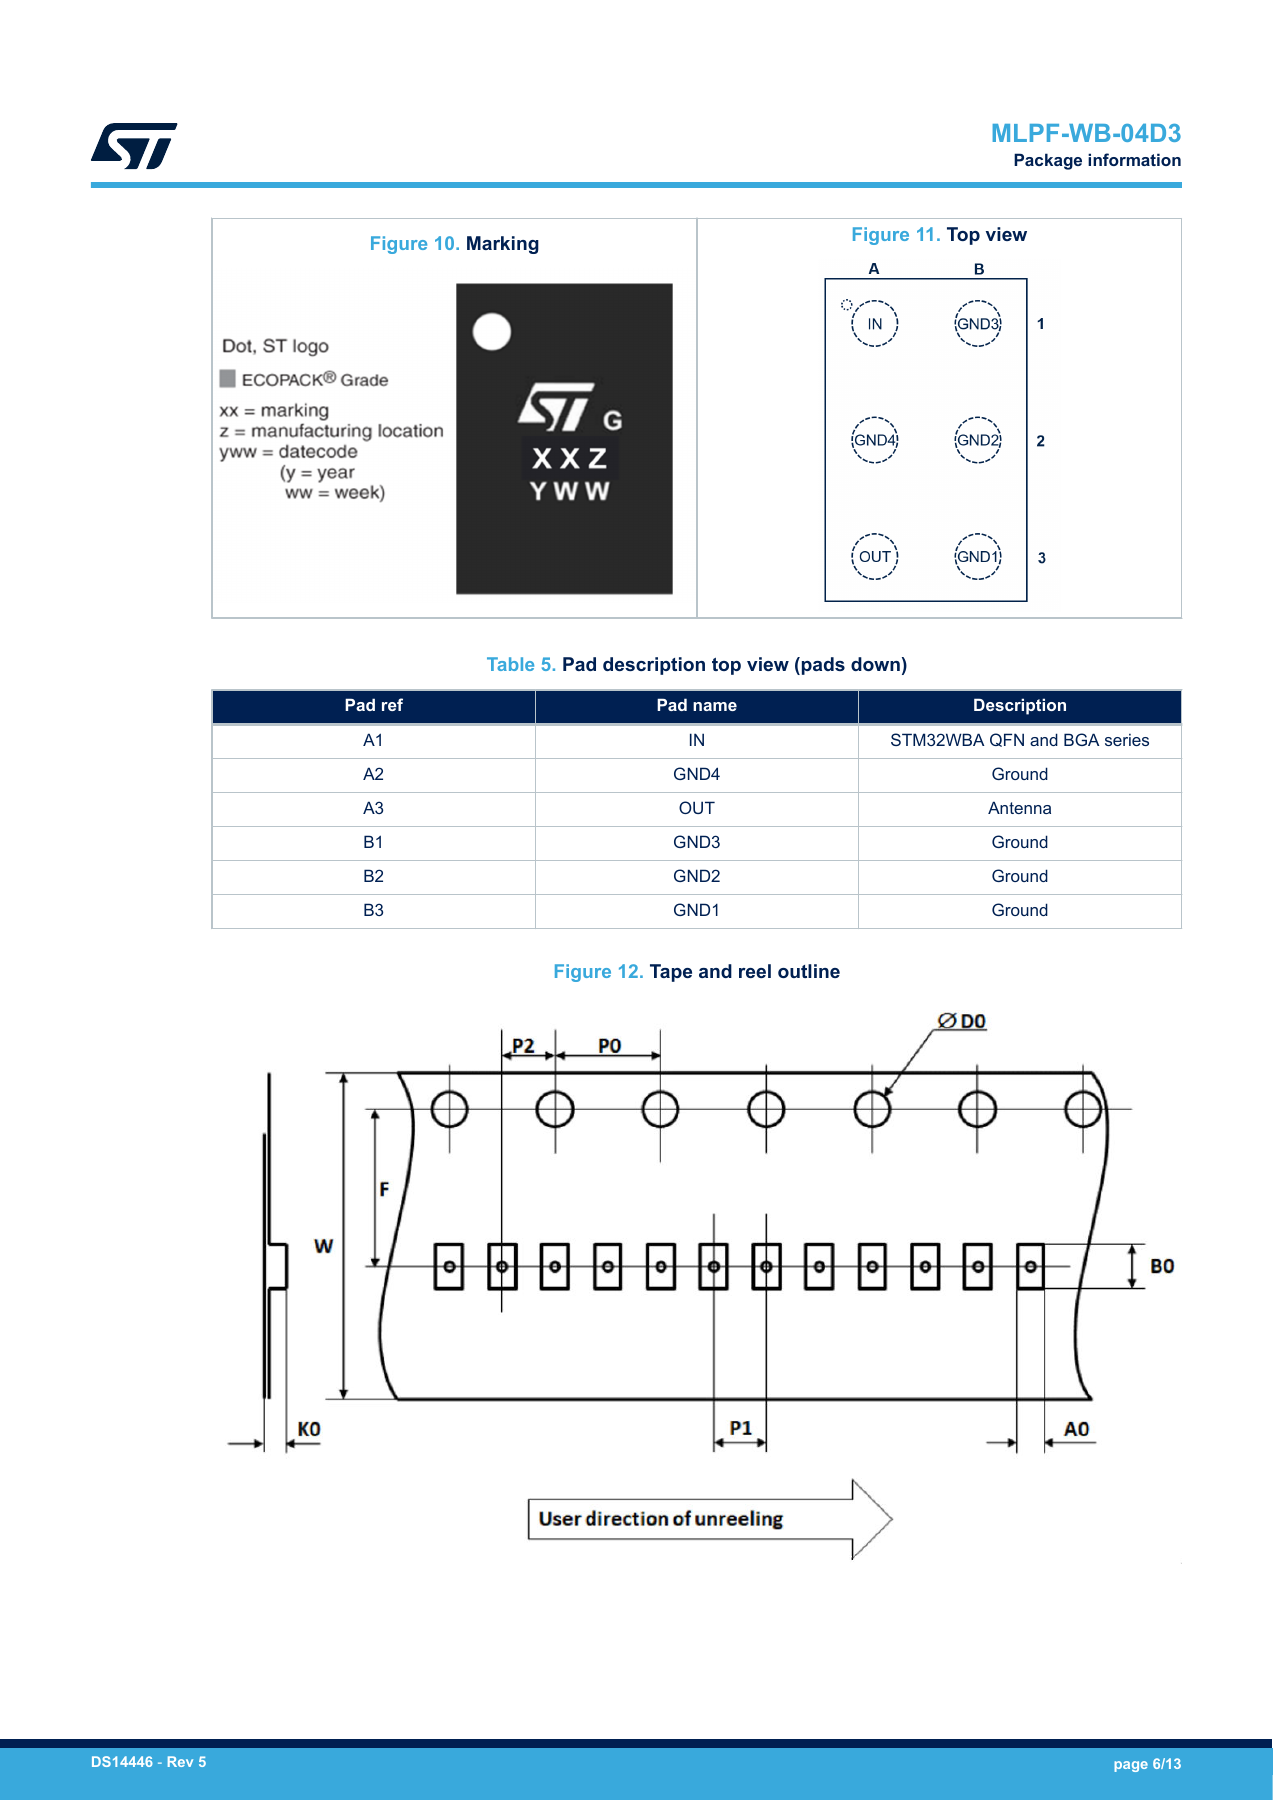 ST
MLPF-WB-04D3
Package information
Figure 10. Marking
Dot, ST logo
ECOPACK® Grade
xx = marking
z = manufacturing location
yww = datecode
(y = year
ww = week)
ST G
X X Z
Y W W
Figure 11. Top view
A B
IN GND3 1
GND4 GND2 2
OUT GND1 3
Table 5. Pad description top view (pads down)
Pad ref Pad name Description
A1 IN STM32WBA QFN and BGA series
A2 GND4 Ground
A3 OUT Antenna
B1 GND3 Ground
B2 GND2 Ground
B3 GND1 Ground
Figure 12. Tape and reel outline
∅ D0
P2 P0
F
W
B0
K0 P1 A0
User direction of unreeling
DS14446 - Rev 5
page 6/13